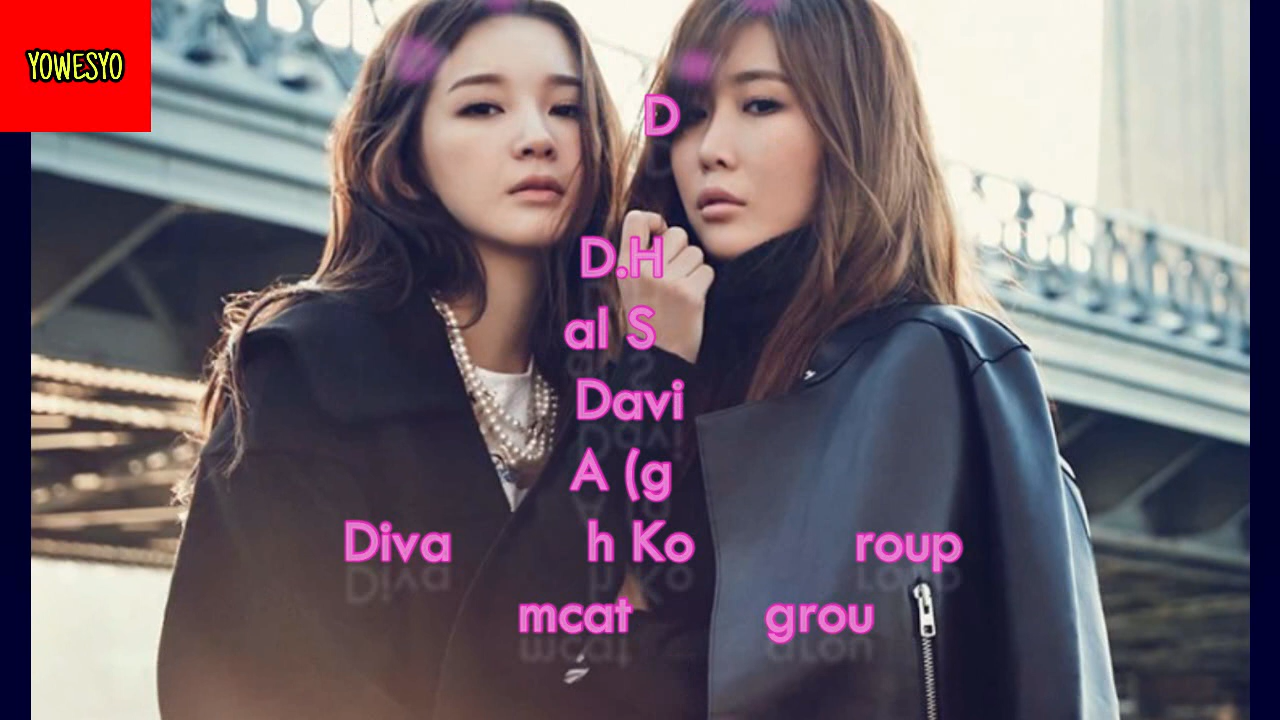 YOWESYO
D
D.H
al S
Davi
A (g
Diva h Ko roup
mcat grou